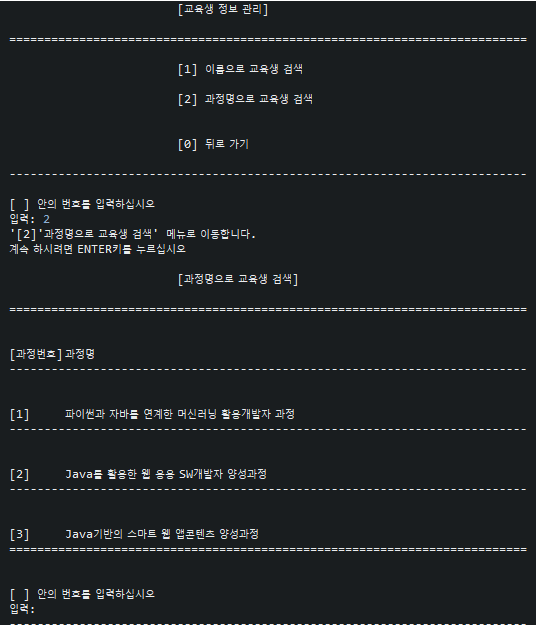 [교육생 정보 관리]
==========================================================================
[1] 이름으로 교육생 검색
[2] 과정명으로 교육생 검색
[0] 뒤로 가기
--------------------------------------------------------------------------
[ ] 안의 번호를 입력하십시오
입력: 2
'[2]'과정명으로 교육생 검색' 메뉴로 이동합니다.
계속 하시려면 ENTER키를 누르십시오
[과정명으로 교육생 검색]
==========================================================================
[과정번호]과정명
--------------------------------------------------------------------------
[1] 파이썬과 자바를 연계한 머신러닝 활용개발자 과정
--------------------------------------------------------------------------
[2] Java를 활용한 웹 응용 SW개발자 양성과정
--------------------------------------------------------------------------
[3] Java기반의 스마트 웹 앱콘텐츠 양성과정
==========================================================================
[ ] 안의 번호를 입력하십시오
입력:
--------------------------------------------------------------------------